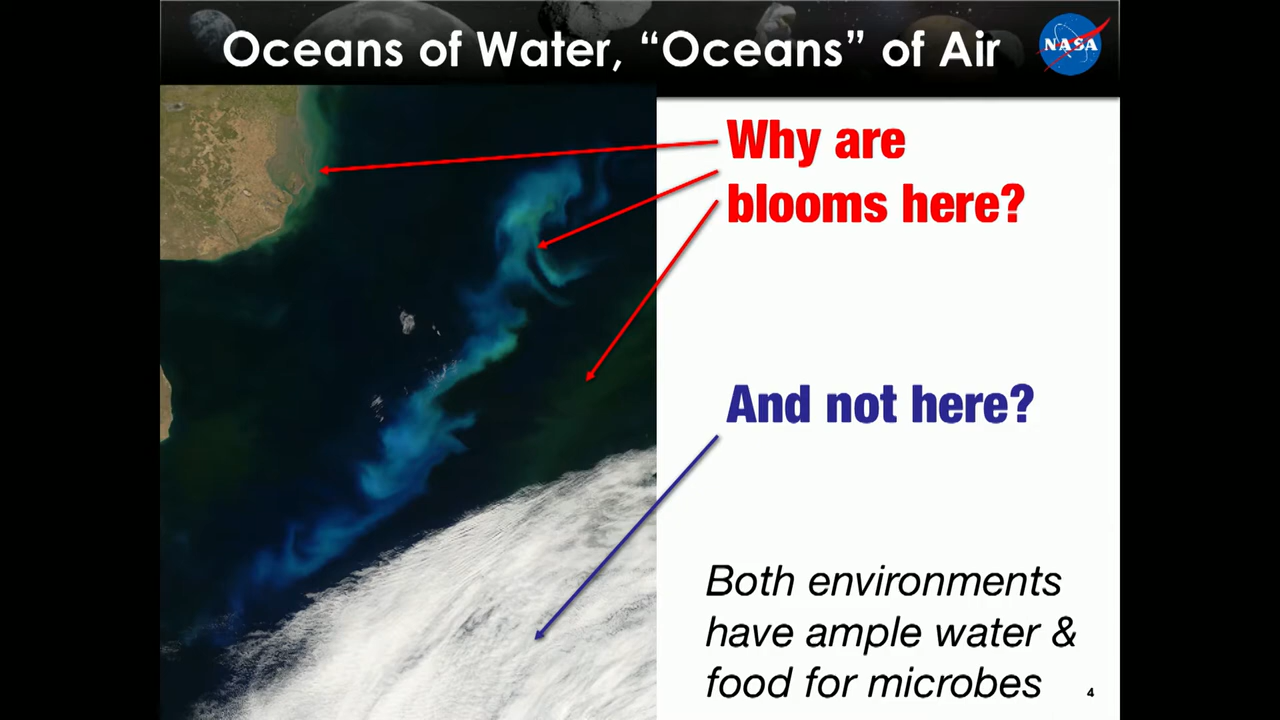 Oceans of Water, “Oceans” of Air
NASA
Why are
blooms here?
And not here?
Both environments
have ample water &
food for microbes
4